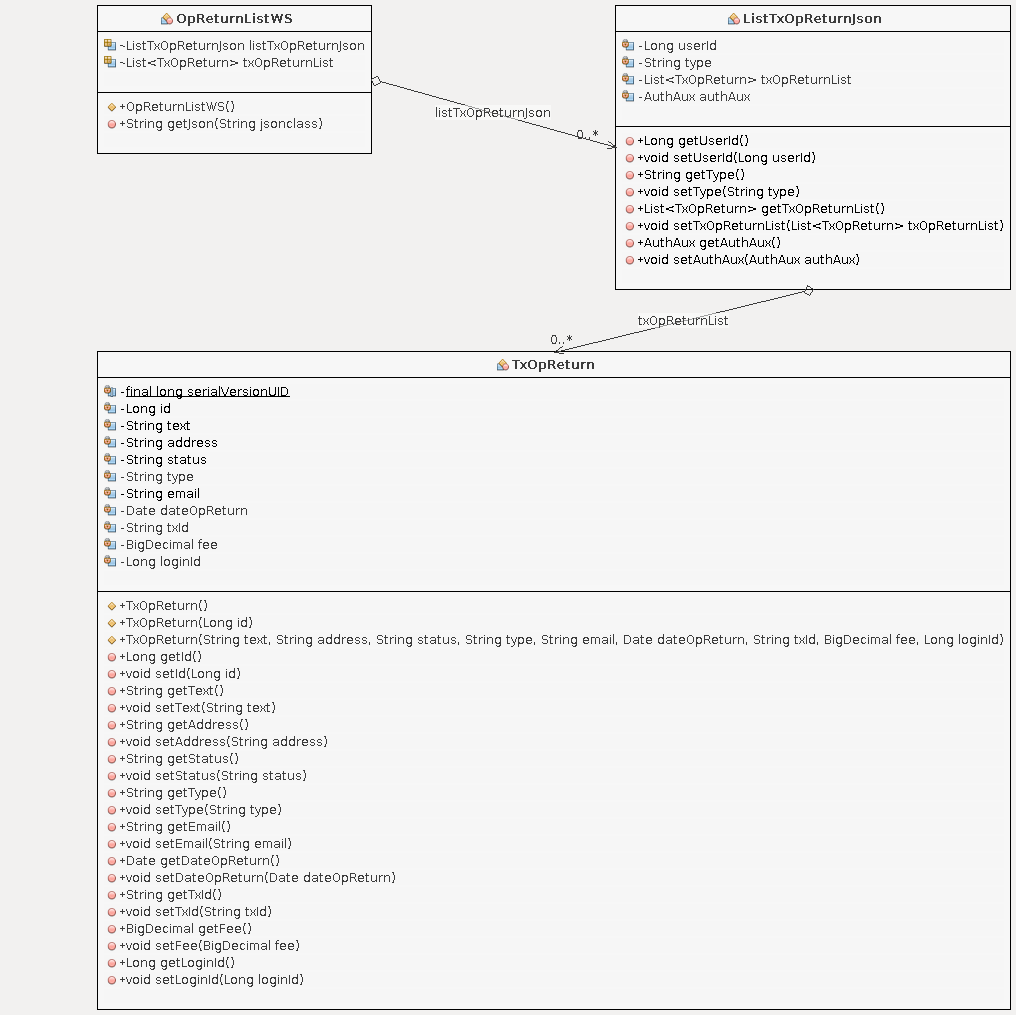 OpReturnListWS
~ListTxOpReturnJson listTxOpReturnJson
~List<TxOpReturn> txOpReturnList
+OpReturnListWS()
+String getJson(String jsonclass)
listTxOpReturnJson
0..*
ListTxOpReturnJson
-Long userId
-String type
-List<TxOpReturn> txOpReturnList
-AuthAux authAux
+Long getUserId()
+void setUserId(Long userId)
+String getType()
+void setType(String type)
+List<TxOpReturn> getTxOpReturnList()
+void setTxOpReturnList(List<TxOpReturn> txOpReturnList)
+AuthAux getAuthAux()
+void setAuthAux(AuthAux authAux)
txOpReturnList
0..*
TxOpReturn
-final long serialVersionUID
-Long id
-String text
-String address
-String status
-String type
-String email
-Date dateOpReturn
-String txId
-BigDecimal fee
-Long loginId
+TxOpReturn()
+TxOpReturn(Long id)
+TxOpReturn(String text, String address, String status, String type, String email, Date dateOpReturn, String txId, BigDecimal fee, Long loginId)
+Long getId()
+void setId(Long id)
+String getText()
+void setText(String text)
+String getAddress()
+void setAddress(String address)
+String getStatus()
+void setStatus(String status)
+String getType()
+void setType(String type)
+String getEmail()
+void setEmail(String email)
+Date getDateOpReturn()
+void setDateOpReturn(Date dateOpReturn)
+String getTxId()
+void setTxId(String txId)
+BigDecimal getFee()
+void setFee(BigDecimal fee)
+Long getLoginId()
+void setLoginId(Long loginId)